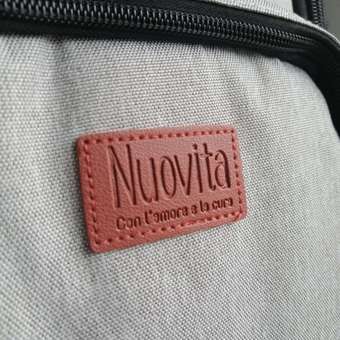 Nuovita
Con l'amore e la cura